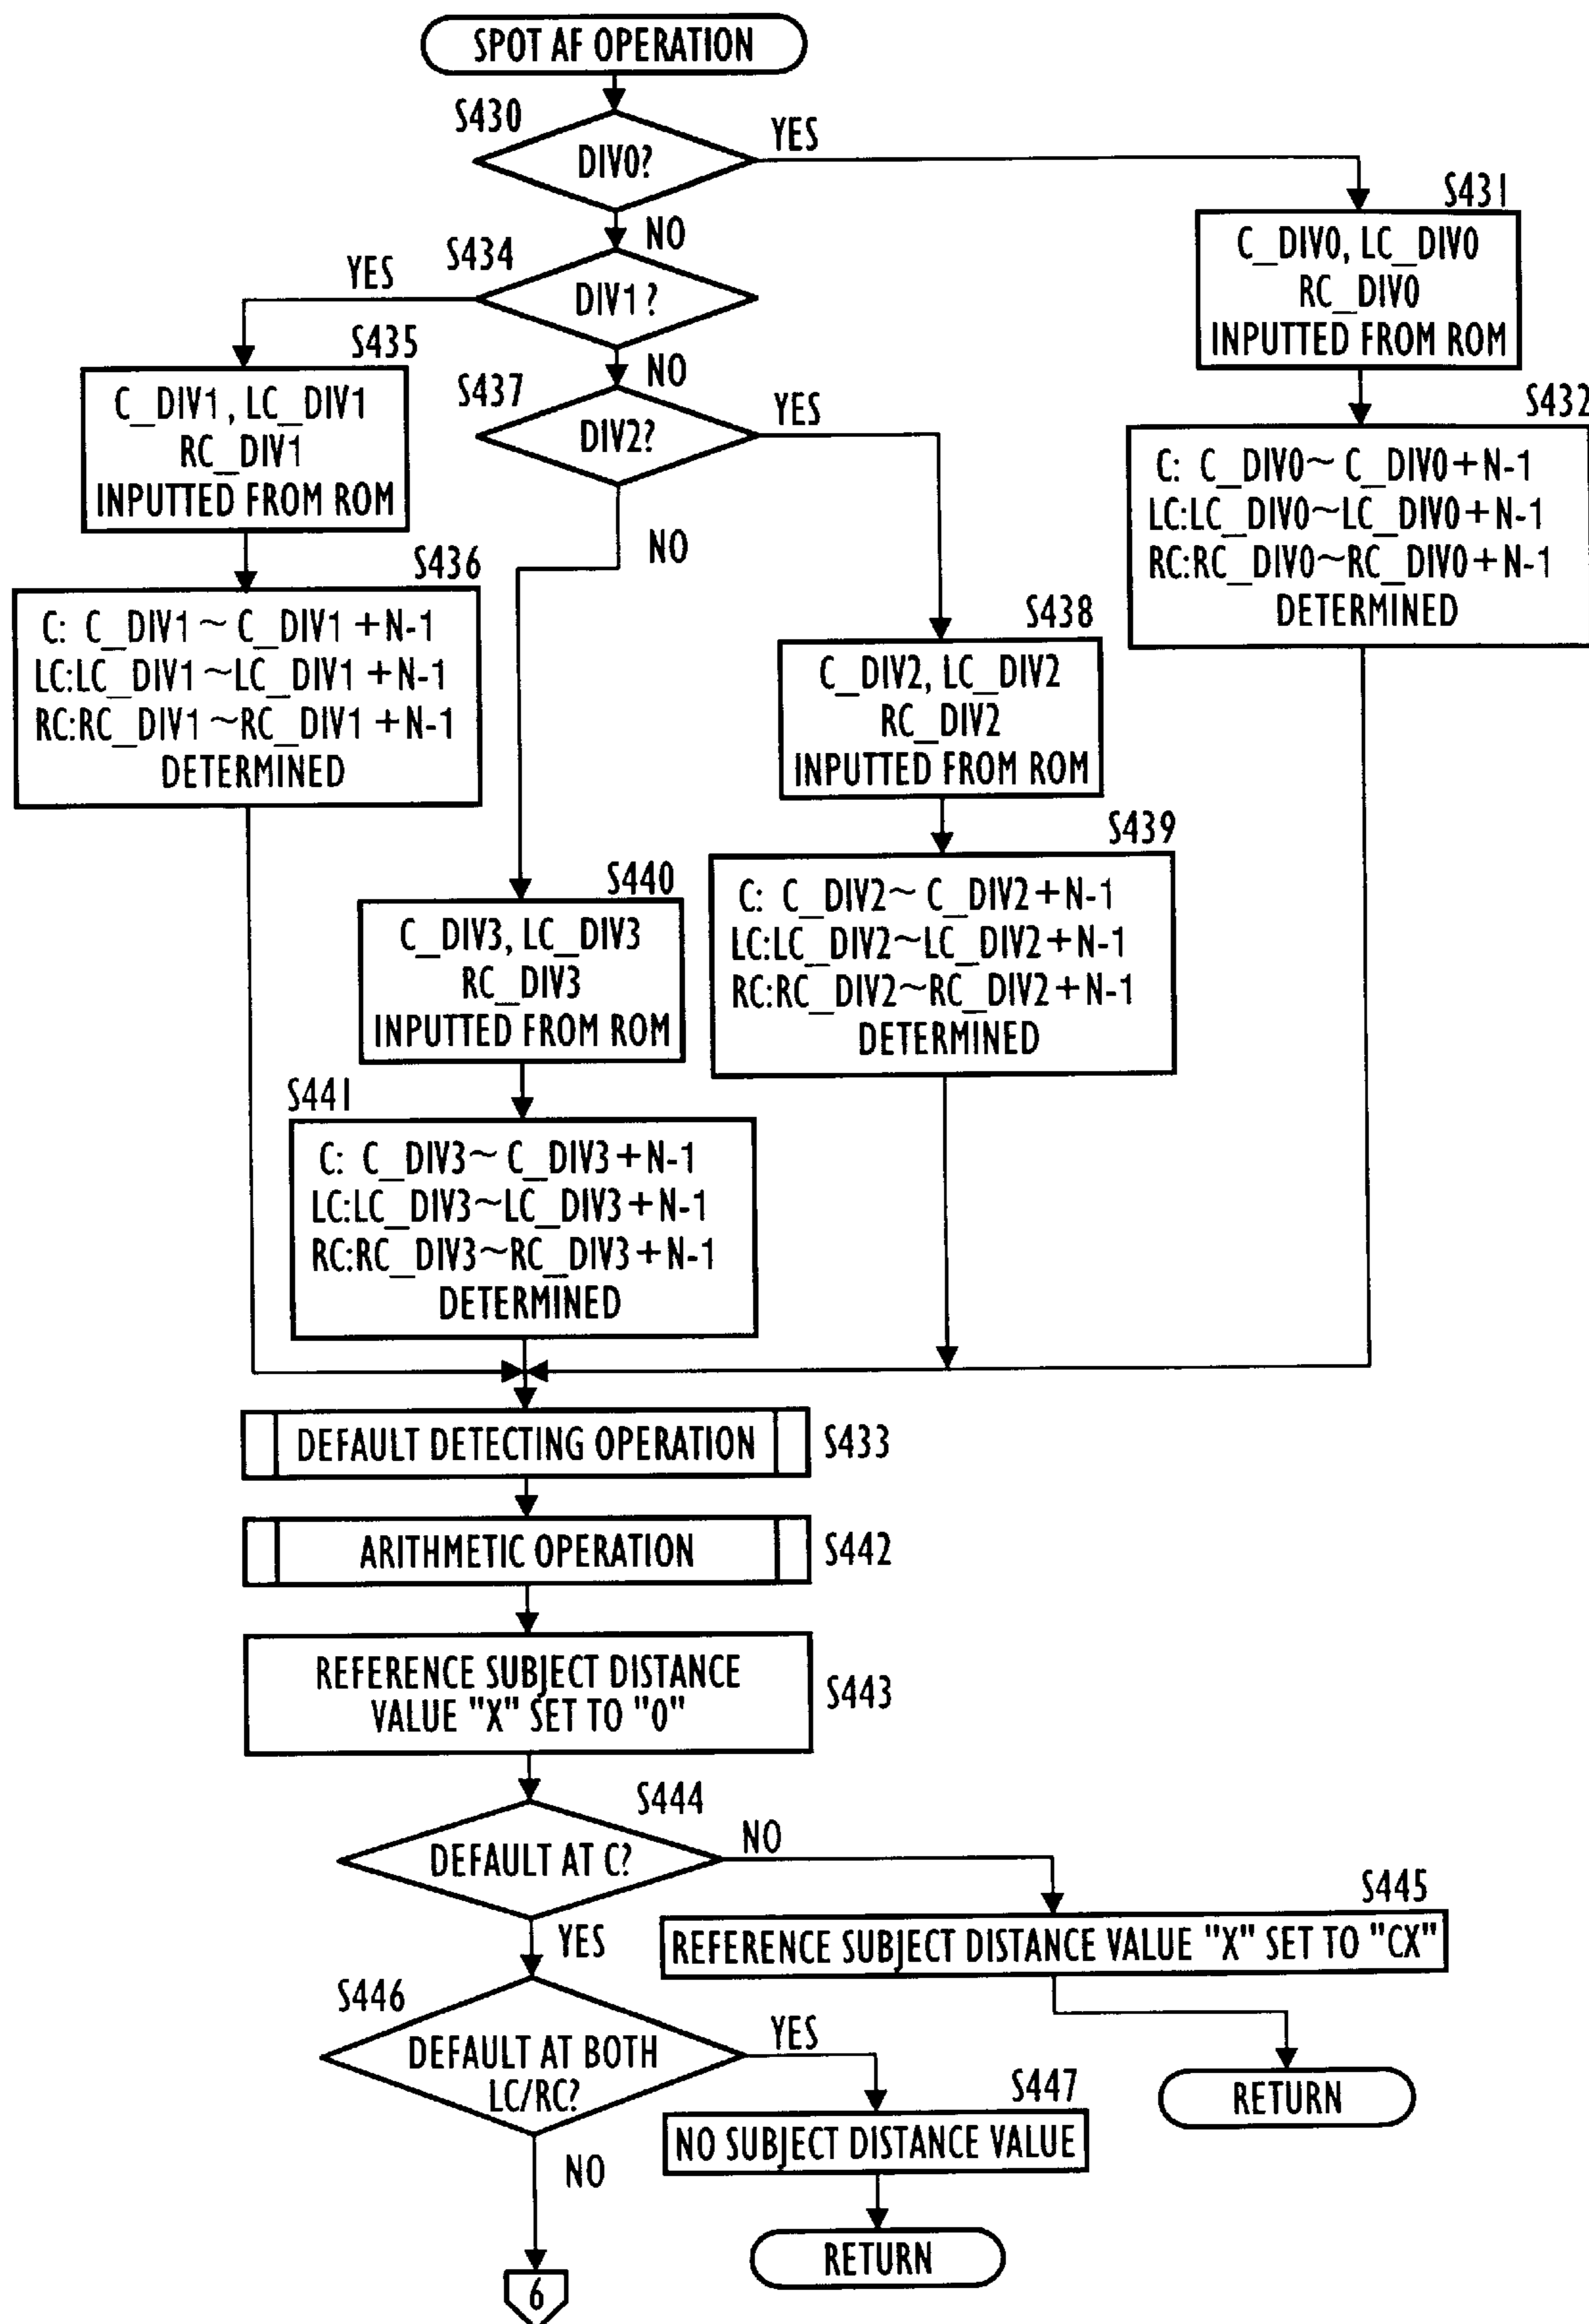 SPOT AF OPERATION
S430
DIV0?
YES
NO
S431
C_DIV0, LC_DIV0
RC_DIV0
INPUTTED FROM ROM
S432
C: C_DIV0~ C_DIV0+N-1
LC:LC_DIV0~LC_DIV0+N-1
RC:RC_DIV0~RC_DIV0+N-1
DETERMINED
S434
DIV1?
YES
NO
S435
C_DIV1, LC_DIV1
RC_DIV1
INPUTTED FROM ROM
S436
C: C_DIV1~ C_DIV1+N-1
LC:LC_DIV1~LC_DIV1+N-1
RC:RC_DIV1~RC_DIV1+N-1
DETERMINED
S437
DIV2?
YES
NO
S438
C_DIV2, LC_DIV2
RC_DIV2
INPUTTED FROM ROM
S439
C: C_DIV2~ C_DIV2+N-1
LC:LC_DIV2~LC_DIV2+N-1
RC:RC_DIV2~RC_DIV2+N-1
DETERMINED
S440
C_DIV3, LC_DIV3
RC_DIV3
INPUTTED FROM ROM
S441
C: C_DIV3~ C_DIV3+N-1
LC:LC_DIV3~LC_DIV3+N-1
RC:RC_DIV3~RC_DIV3+N-1
DETERMINED
DEFAULT DETECTING OPERATION
S433
ARITHMETIC OPERATION
S442
REFERENCE SUBJECT DISTANCE
VALUE "X" SET TO "0"
S443
S444
DEFAULT AT C?
NO
YES
S445
REFERENCE SUBJECT DISTANCE VALUE "X" SET TO "CX"
RETURN
S446
DEFAULT AT BOTH
LC/RC?
YES
NO
S447
NO SUBJECT DISTANCE VALUE
RETURN
6